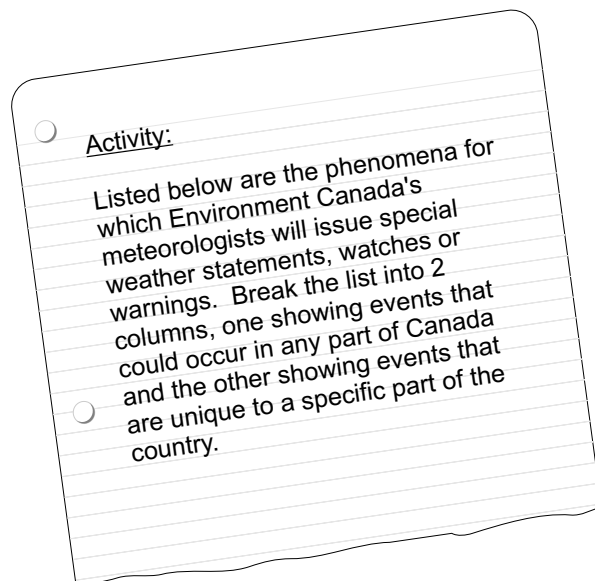 Activity:
Listed below are the phenomena for
which Environment Canada's
meteorologists will issue special
weather statements, watches or
warnings.  Break the list into 2
columns, one showing events that
could occur in any part of Canada
and the other showing events that
are unique to a specific part of the
country.